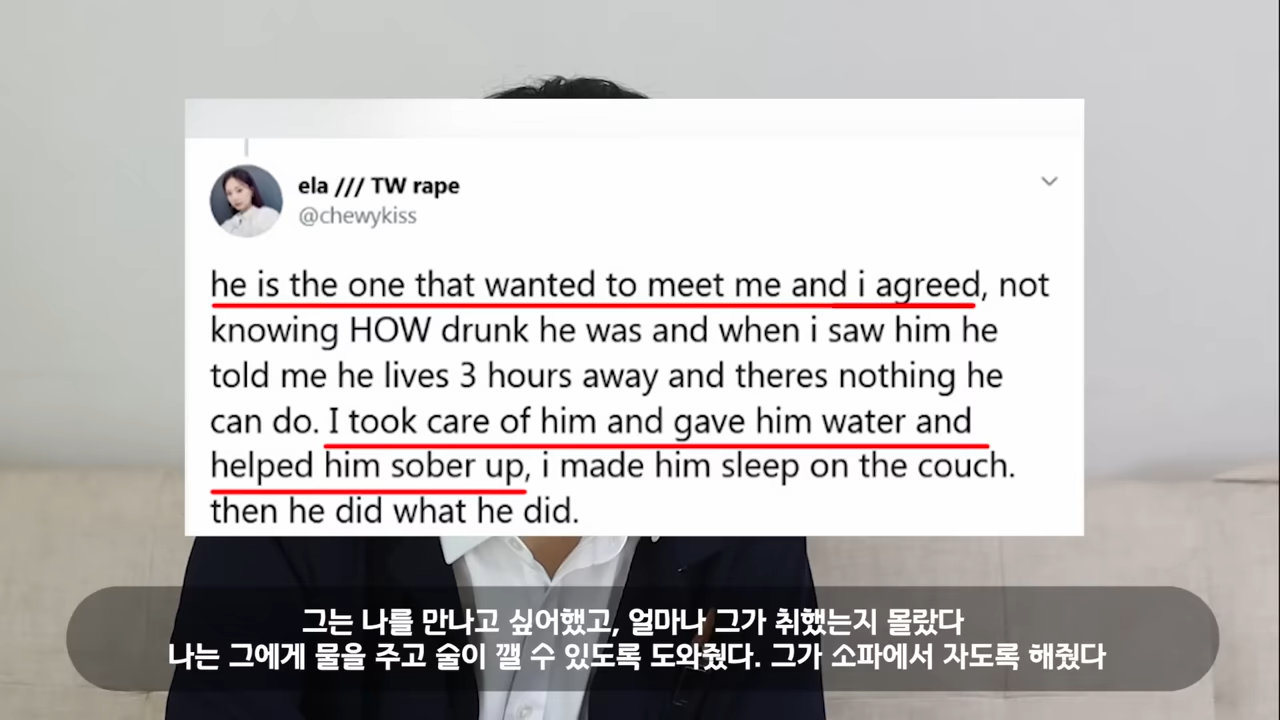 ela /// TW rape
@chewykiss
he is the one that wanted to meet me and i agreed, not
knowing HOW drunk he was and when i saw him he
told me he lives 3 hours away and theres nothing he
can do. I took care of him and gave him water and
helped him sober up, i made him sleep on the couch.
then he did what he did.
그는 나를 만나고 싶어했고, 얼마나 그가 취했는지 몰랐다
나는 그에게 물을 주고 술이 깰 수 있도록 도와줬다. 그가 소파에서 자도록 해줬다